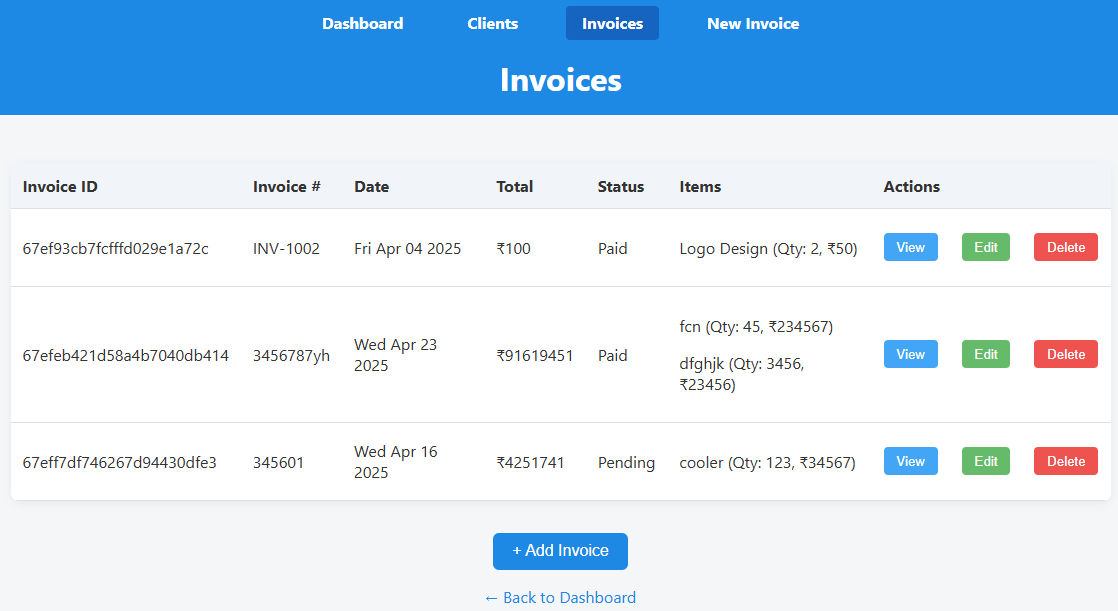 Dashboard Clients Invoices New Invoice
Invoices
Invoice ID Invoice # Date Total Status Items Actions
67ef93cb7fcfffd029e1a72c INV-1002 Fri Apr 04 2025 ₹100 Paid Logo Design (Qty: 2, ₹50) View Edit Delete
67efeb421d58a4b7040db414 3456787yh Wed Apr 23
2025 ₹91619451 Paid fcn (Qty: 45, ₹234567)
dfghjk (Qty: 3456,
₹23456) View Edit Delete
67eff7df746267d94430dfe3 345601 Wed Apr 16
2025 ₹4251741 Pending cooler (Qty: 123, ₹34567) View Edit Delete
+ Add Invoice
← Back to Dashboard